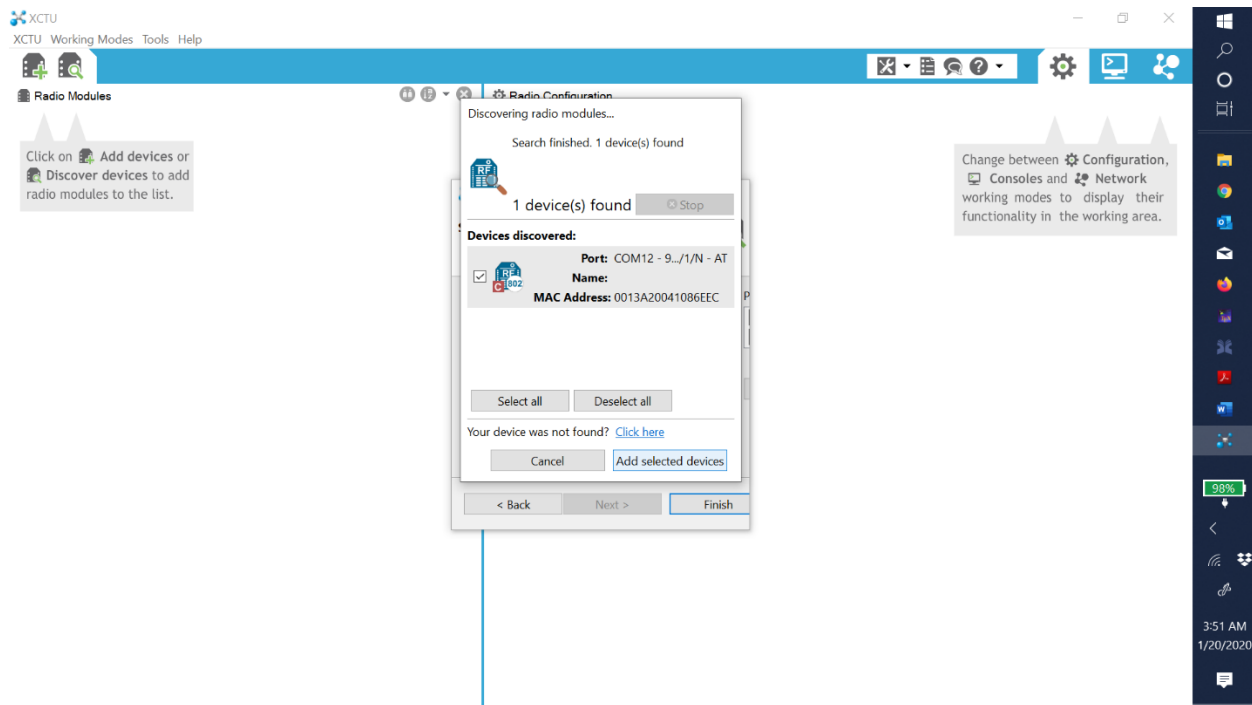 XCTU
XCTU Working Modes Tools Help
Radio Modules
Radio Configuration
Click on Add devices or
Discover devices to add
radio modules to the list.
Change between Configuration,
Consoles and Network
working modes to display their
functionality in the working area.
Discovering radio modules...
Search finished. 1 device(s) found
RF
1 device(s) found Stop
Devices discovered:
RF
C 802
Port: COM12 - 9.../1/N - AT
Name:
MAC Address: 0013A20041086EEC
Select all Deselect all
Your device was not found? Click here
Cancel Add selected devices
< Back Next > Finish
98%
3:51 AM
1/20/2020